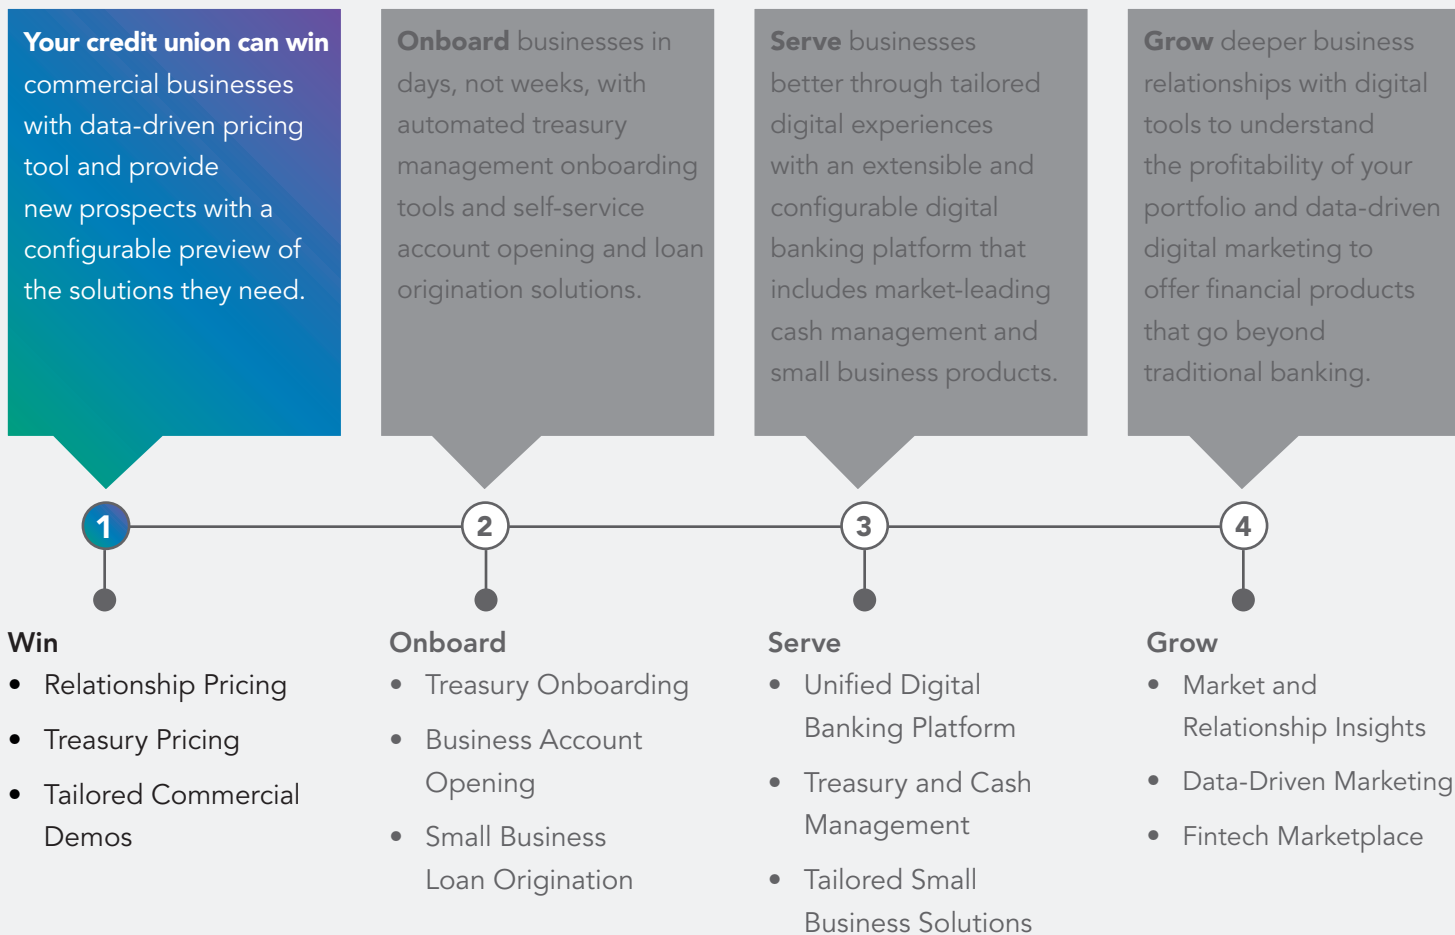 Your credit union can win
commercial businesses
with data-driven pricing
tool and provide
new prospects with a
configurable preview of
the solutions they need.
Onboard businesses in
days, not weeks, with
automated treasury
management onboarding
tools and self-service
account opening and loan
origination solutions.
Serve businesses
better through tailored
digital experiences
with an extensible and
configurable digital
banking platform that
includes market-leading
cash management and
small business products.
Grow deeper business
relationships with digital
tools to understand
the profitability of your
portfolio and data-driven
digital marketing to
offer financial products
that go beyond
traditional banking.
1
2
3
4
Win
• Relationship Pricing
• Treasury Pricing
• Tailored Commercial
Demos
Onboard
• Treasury Onboarding
• Business Account
Opening
• Small Business
Loan Origination
Serve
• Unified Digital
Banking Platform
• Treasury and Cash
Management
• Tailored Small
Business Solutions
Grow
• Market and
Relationship Insights
• Data-Driven Marketing
• Fintech Marketplace